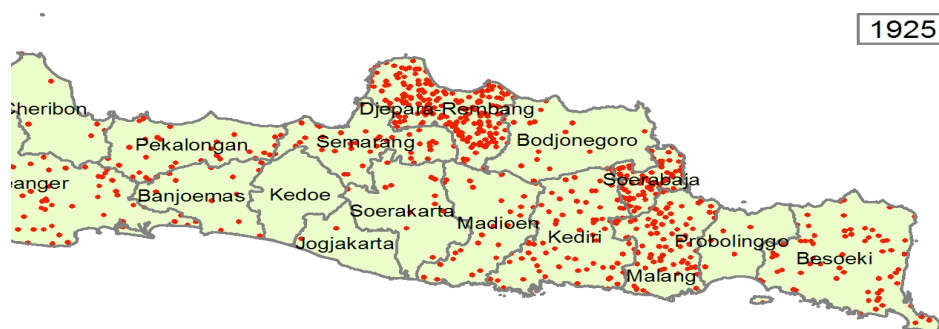 1925
Cheribon
Djepara-Rembang
Pekalongan
Semarang
Bodjonegoro
eanger
Banjoemas
Kedoe
Soerakarta
Madioen
Kediri
Soerabaja
Jogjakarta
Malang
Probolinggo
Besoeki